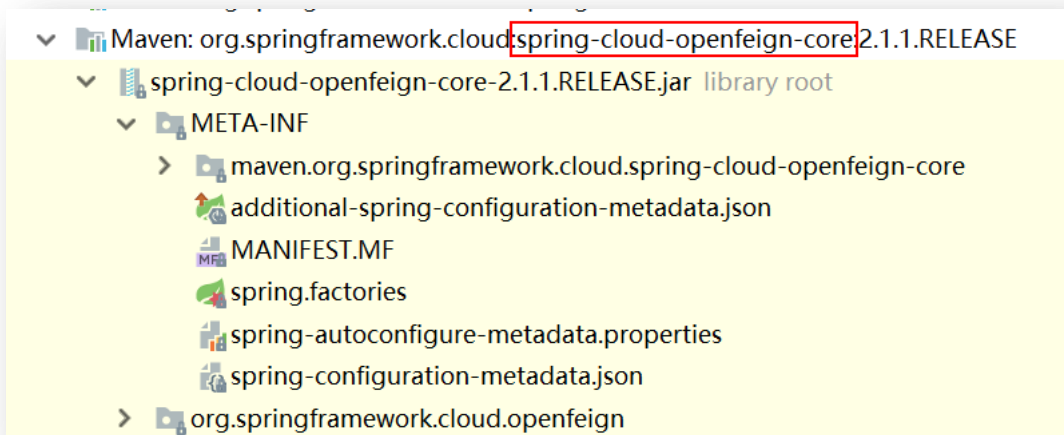 Maven: org.springframework.cloud:spring-cloud-openfeign-core:2.1.1.RELEASE
spring-cloud-openfeign-core-2.1.1.RELEASE.jar library root
META-INF
maven.org.springframework.cloud.spring-cloud-openfeign-core
additional-spring-configuration-metadata.json
MF MANIFEST.MF
spring.factories
spring-autoconfigure-metadata.properties
spring-configuration-metadata.json
org.springframework.cloud.openfeign